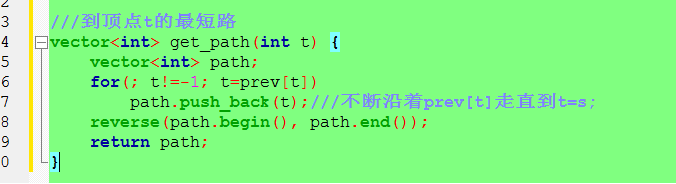 2
3 ///到顶点t的最短路
4 vector<int> get_path(int t) {
5 vector<int> path;
6 for(; t!=-1; t=prev[t])
7 path.push_back(t);///不断沿着prev[t]走直到t=s;
8 reverse(path.begin(), path.end());
9 return path;
0 }